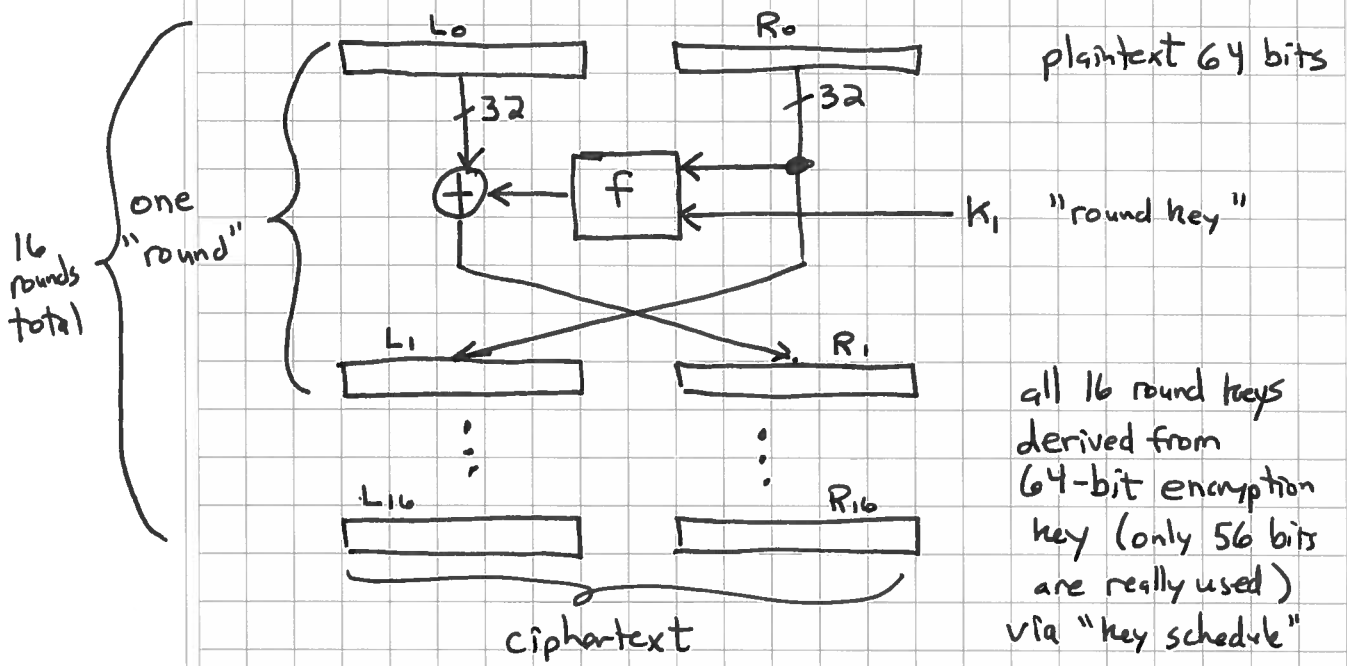 L₀
R₀
plaintext 64 bits
32
32
f
K₁ "round key"
one
"round"
16
rounds
total
L₁
R₁
all 16 round keys
derived from
64-bit encryption
key (only 56 bits
are really used)
via "key schedule"
L₁₆
R₁₆
ciphertext